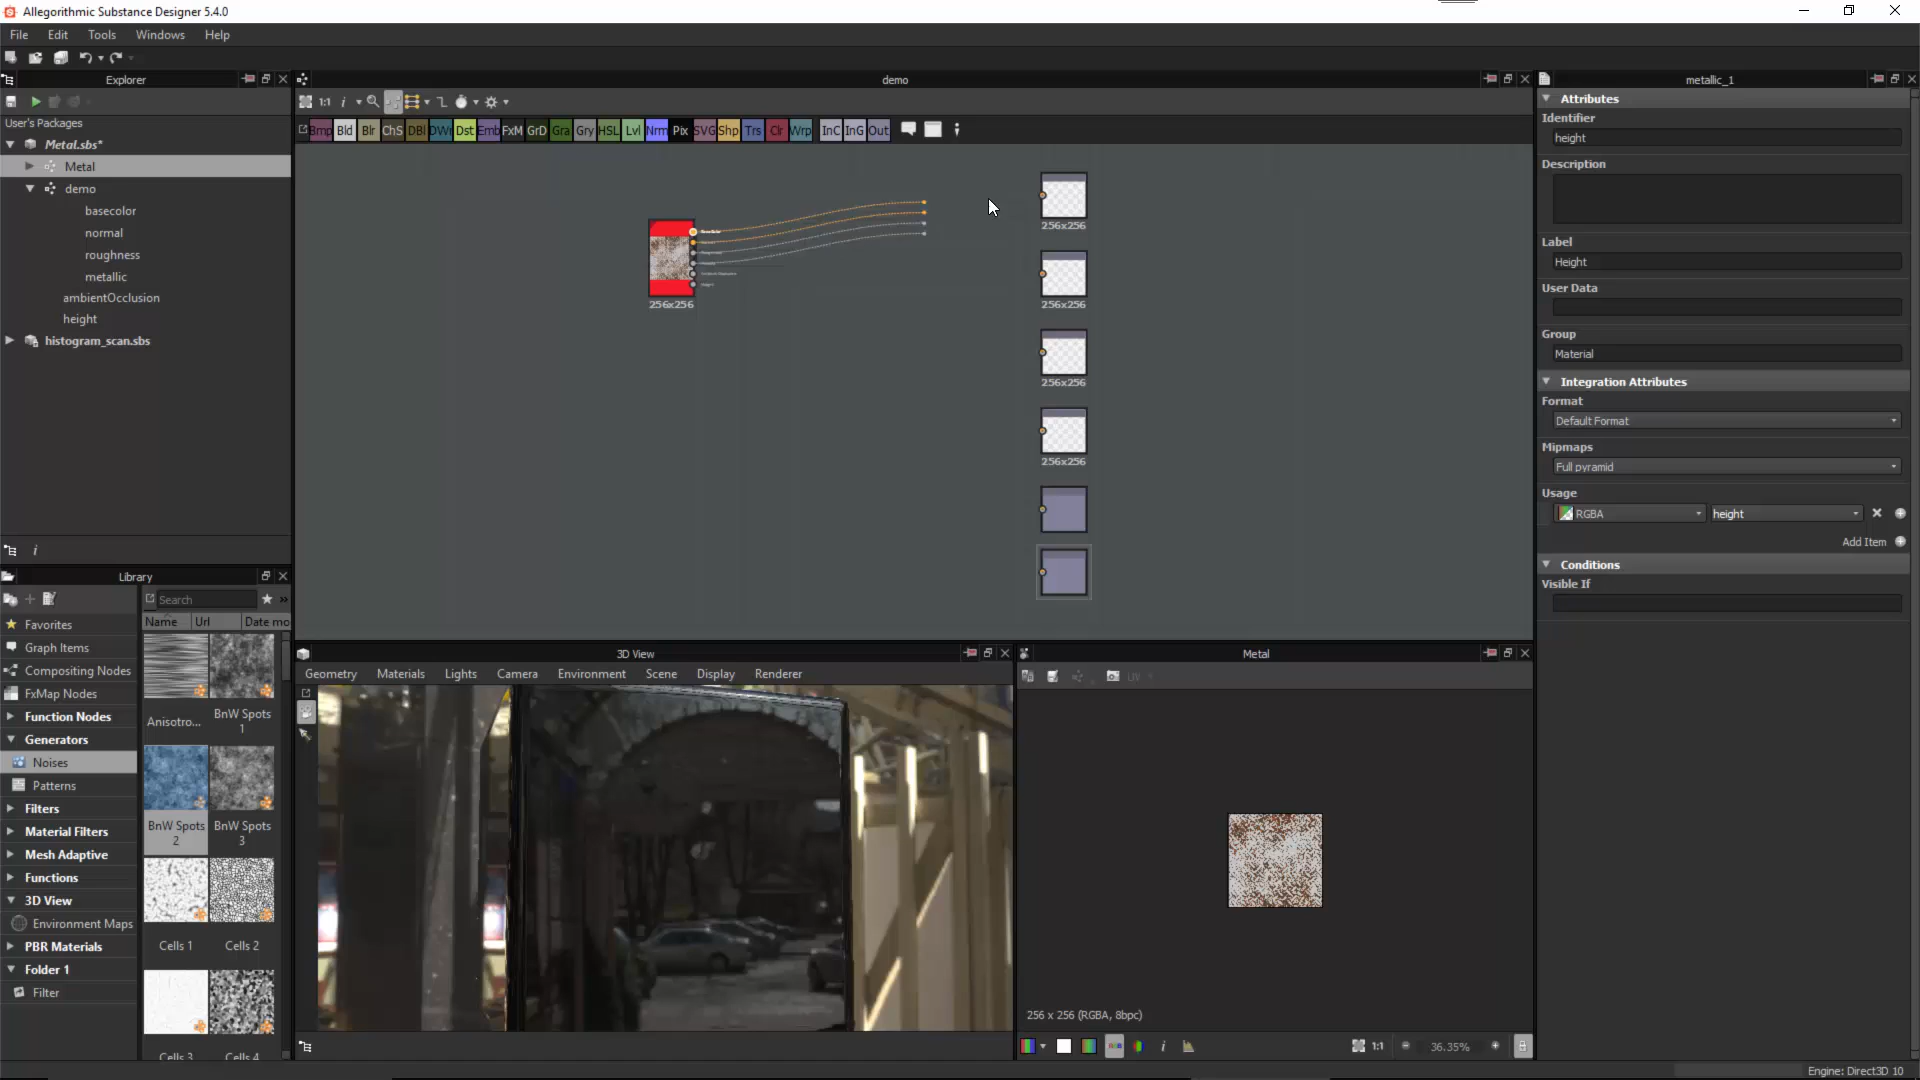 Allegorithmic Substance Designer 5.4.0
File Edit Tools Windows Help
Explorer
demo
metallic_1
User's Packages
Metal.sbs*
Metal
demo
basecolor
normal
roughness
metallic
ambientOcclusion
height
histogram_scan.sbs
1:1
Bmp Bld Blr ChS DBl DWr Dst Emb FxM GrD Gra Gry HSL Lvl Nrm Pix SVG Shp Trs Clr Wrp InC InG Out
256x256
256x256
256x256
256x256
256x256
Attributes
Identifier
height
Description
Label
Height
User Data
Group
Material
Integration Attributes
Format
Default Format
Mipmaps
Full pyramid
Usage
RGBA height
Add Item
Conditions
Visible If
Library
Search
Name Url Date mo
Favorites
Graph Items
Compositing Nodes
FxMap Nodes
Function Nodes
Generators
Noises
Patterns
Filters
Material Filters
Mesh Adaptive
Functions
3D View
Environment Maps
PBR Materials
Folder 1
Filter
Anisotro... BnW Spots 1
BnW Spots 2 BnW Spots 3
Cells 1 Cells 2
Cells 3 Cells 4
3D View
Geometry Materials Lights Camera Environment Scene Display Renderer
Metal
UV
256 x 256 (RGBA, 8bpc)
1:1 36.35%
Engine: Direct3D 10